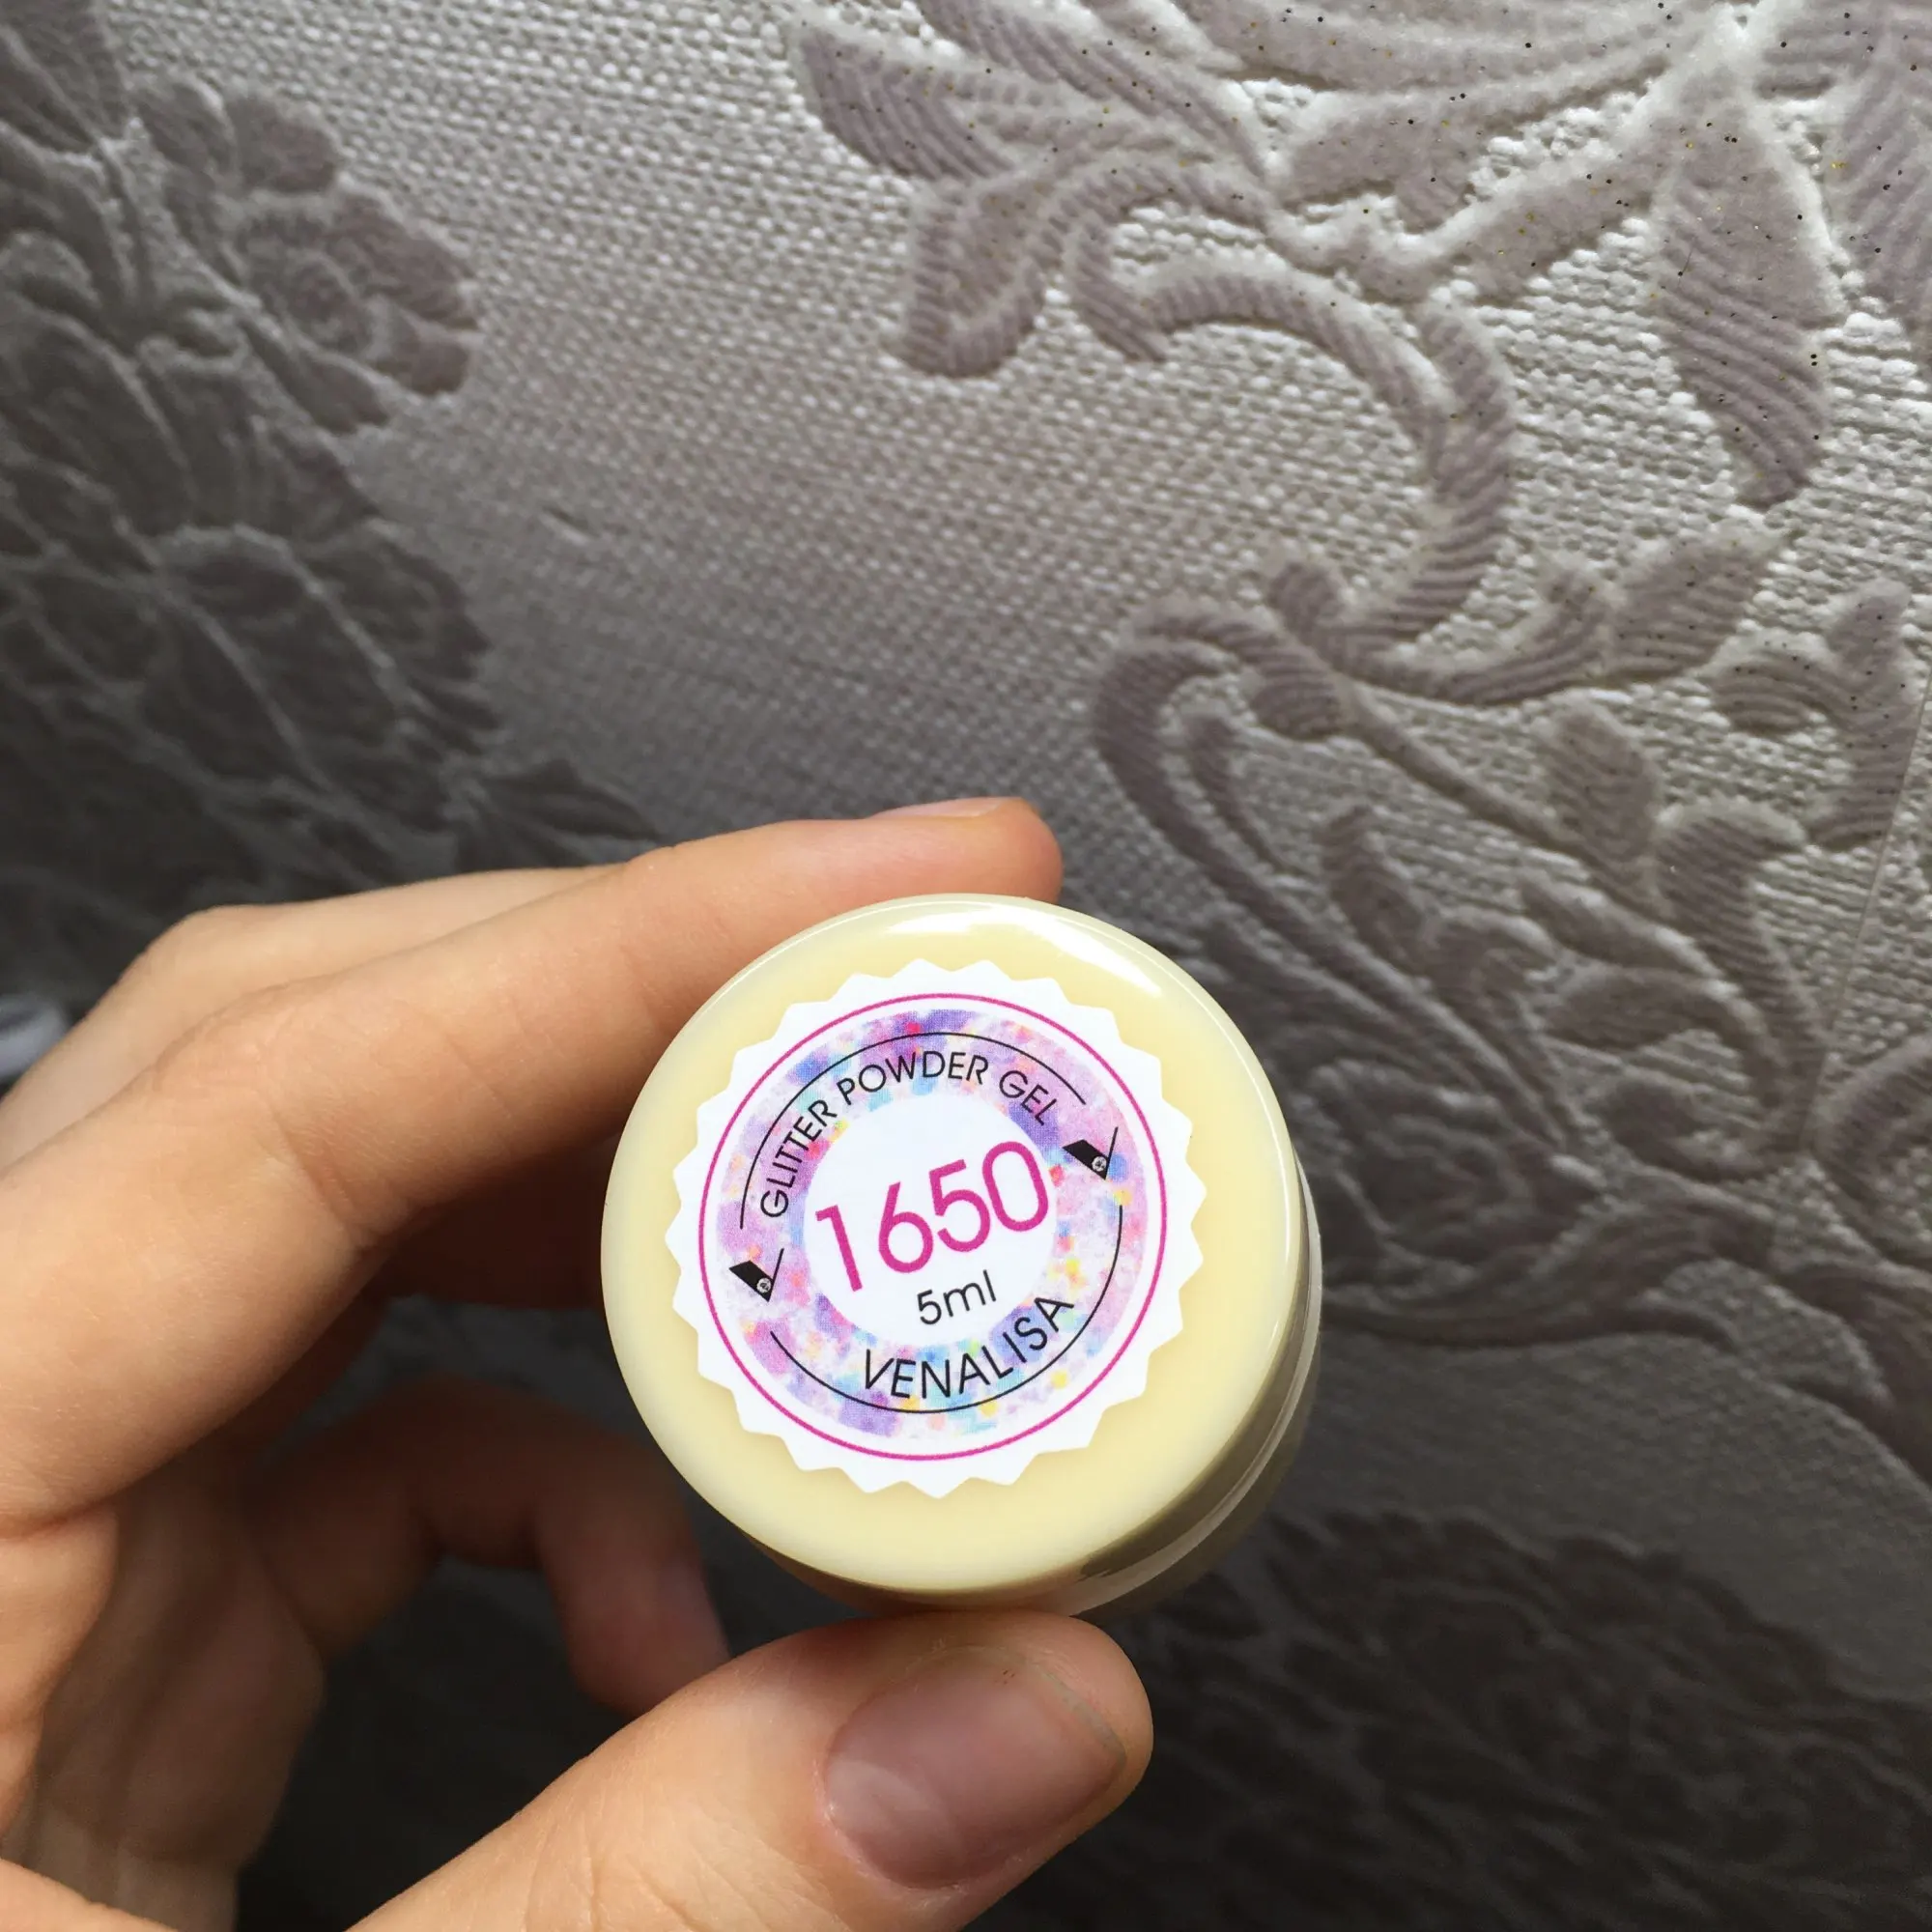 GLITTER POWDER GEL
1650
5ml
VENALISA